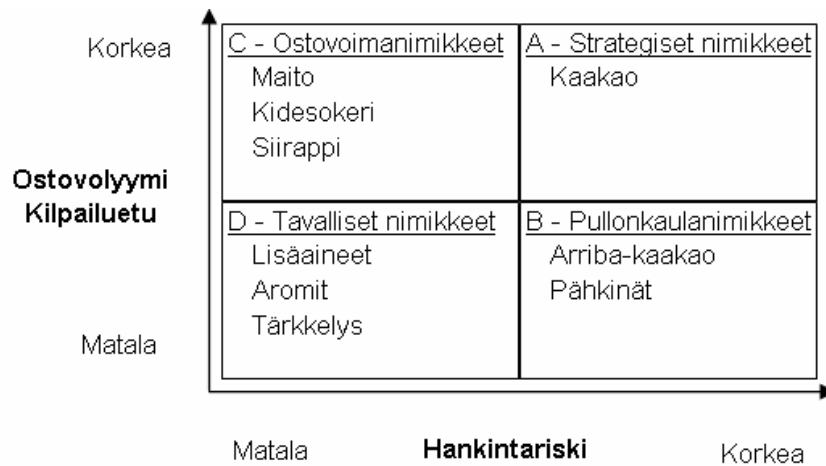 Korkea
C - Ostovoimanimikkeet
A - Strategiset nimikkeet
Maito
Kaakao
Kidesokeri
Siirappi
Ostovolyymi
Kilpailuetu
D - Tavalliset nimikkeet
B - Pullonkaulanimikkeet
Lisäaineet
Arriba-kaakao
Aromit
Pähkinät
Tärkkelys
Matala
Matala
Hankintariski
Korkea